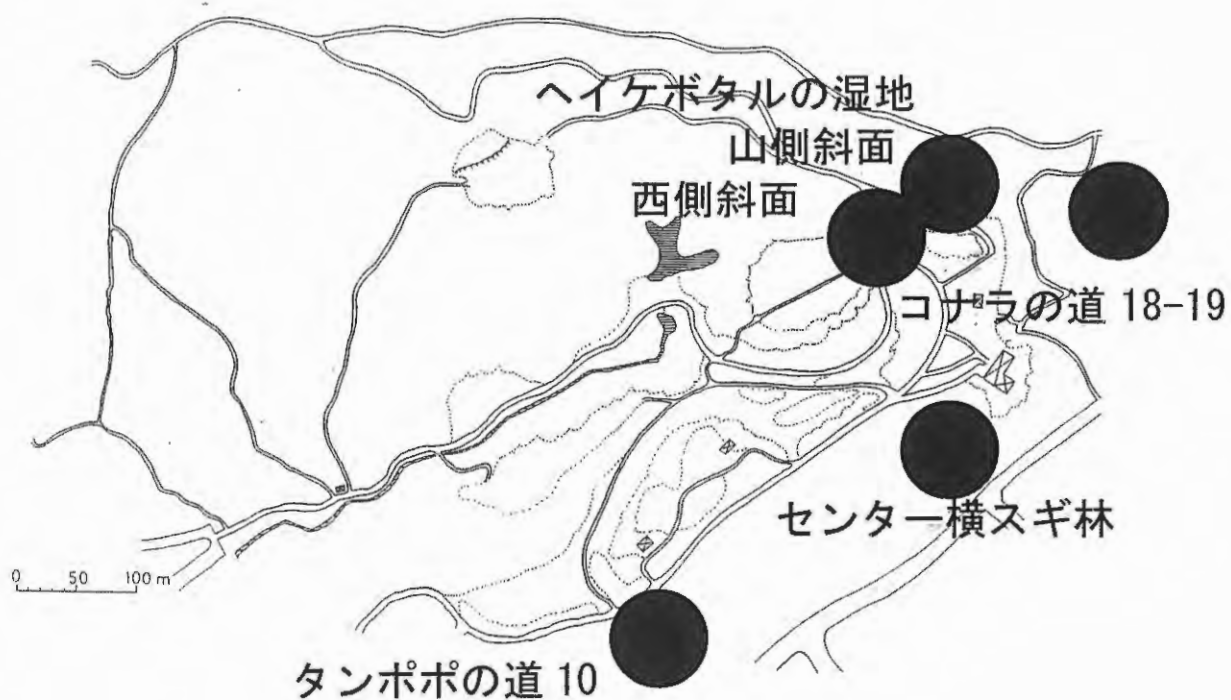 ヘイケボタルの湿地
山側斜面
西側斜面
コナラの道 18-19
センター横スギ林
0 50 100 m
タンポポの道 10